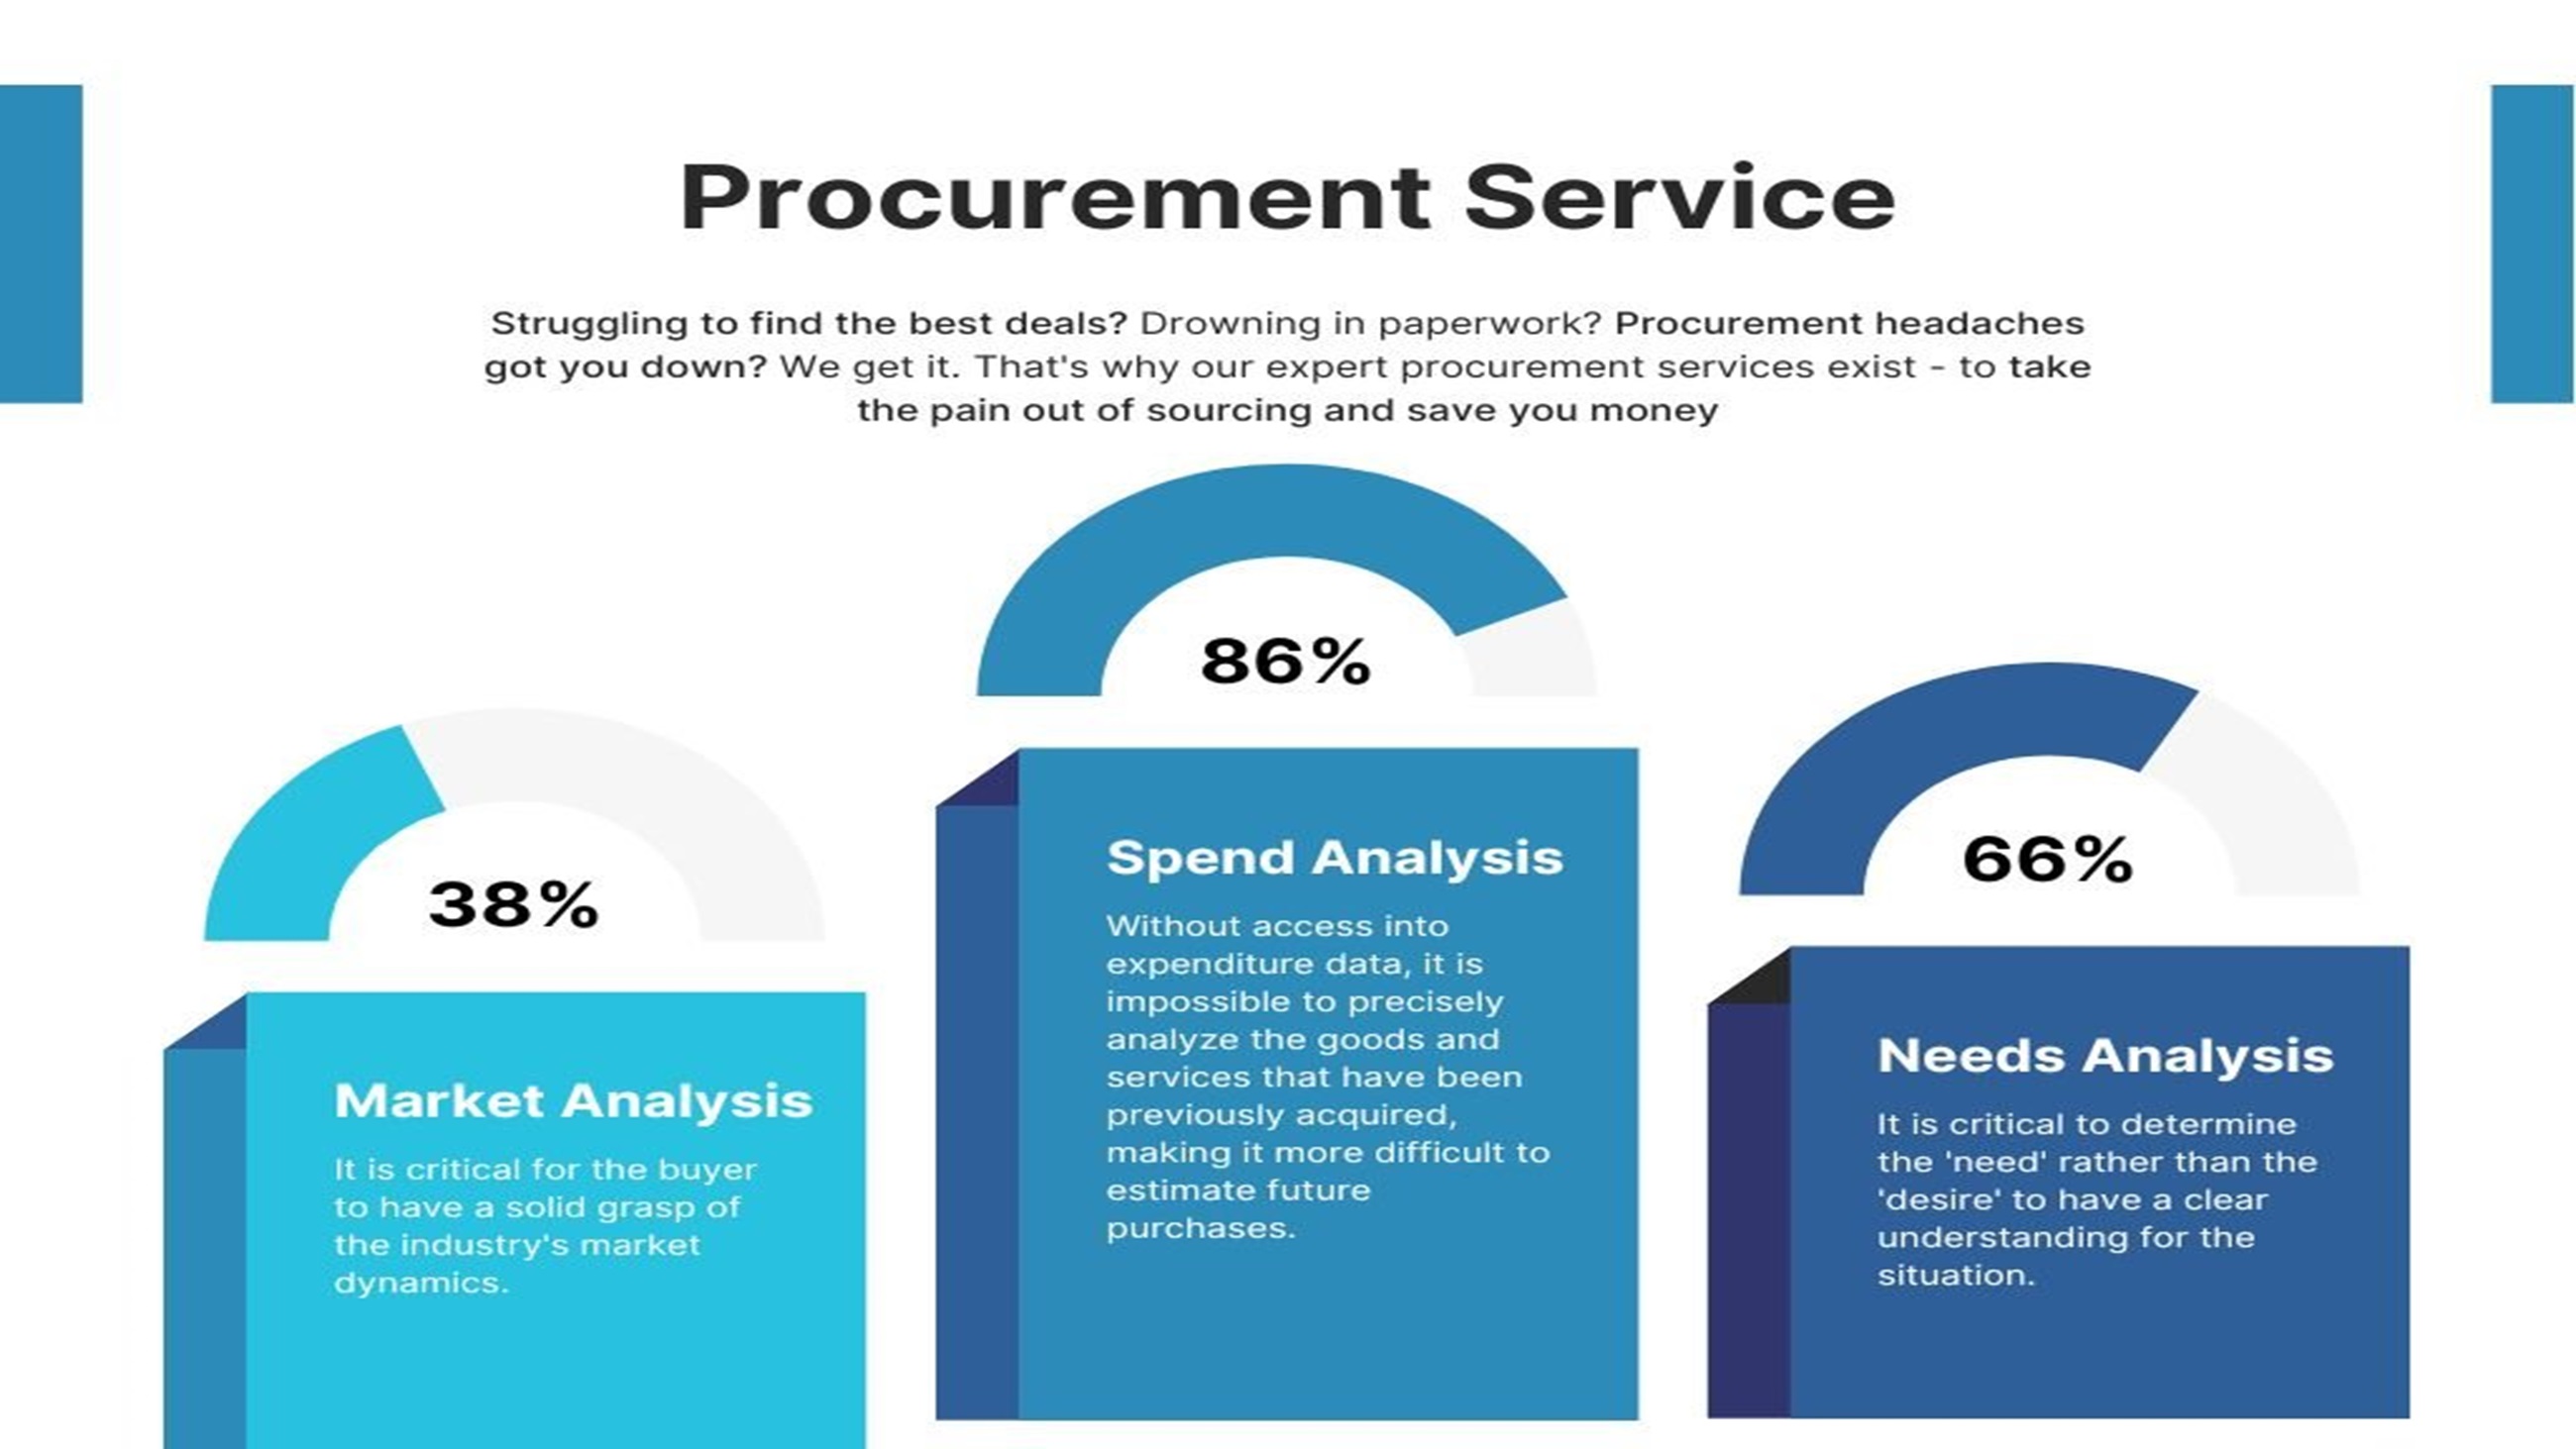 Procurement Service
Struggling to find the best deals? Drowning in paperwork? Procurement headaches
got you down? We get it. That's why our expert procurement services exist - to take
the pain out of sourcing and save you money
38%
Market Analysis
It is critical for the buyer
to have a solid grasp of
the industry's market
dynamics.
86%
Spend Analysis
Without access into
expenditure data, it is
impossible to precisely
analyze the goods and
services that have been
previously acquired,
making it more difficult to
estimate future
purchases.
66%
Needs Analysis
It is critical to determine
the 'need' rather than the
'desire' to have a clear
understanding for the
situation.